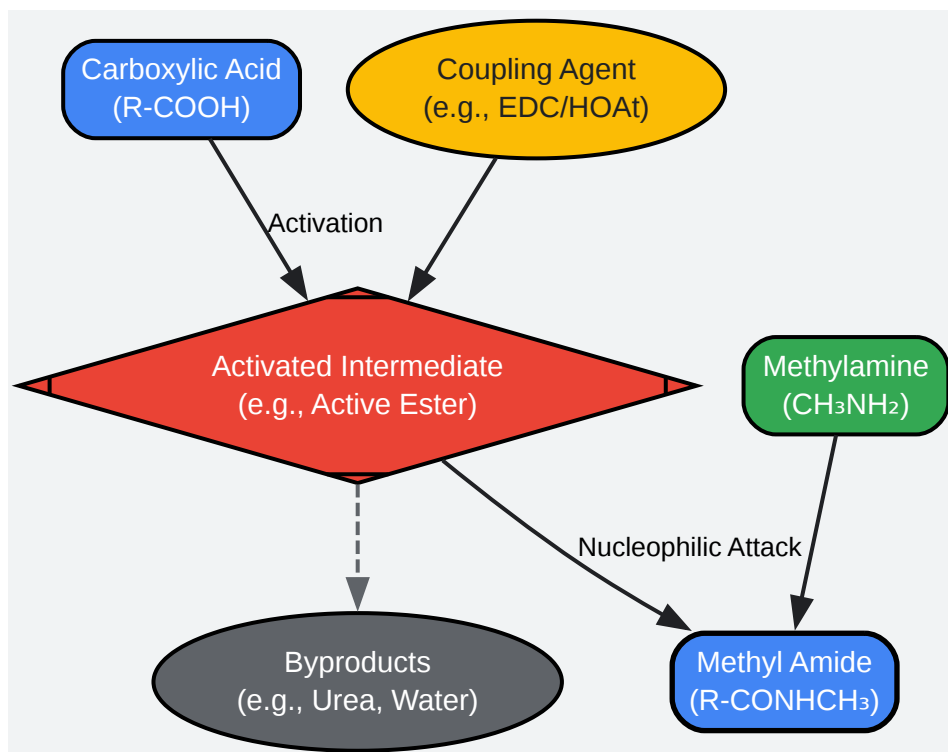 Carboxylic Acid
(R-COOH)
Coupling Agent
(e.g., EDC/HOAt)
Activation
Activated Intermediate
(e.g., Active Ester)
Methylamine
(CH₃NH₂)
Nucleophilic Attack
Byproducts
(e.g., Urea, Water)
Methyl Amide
(R-CONHCH₃)